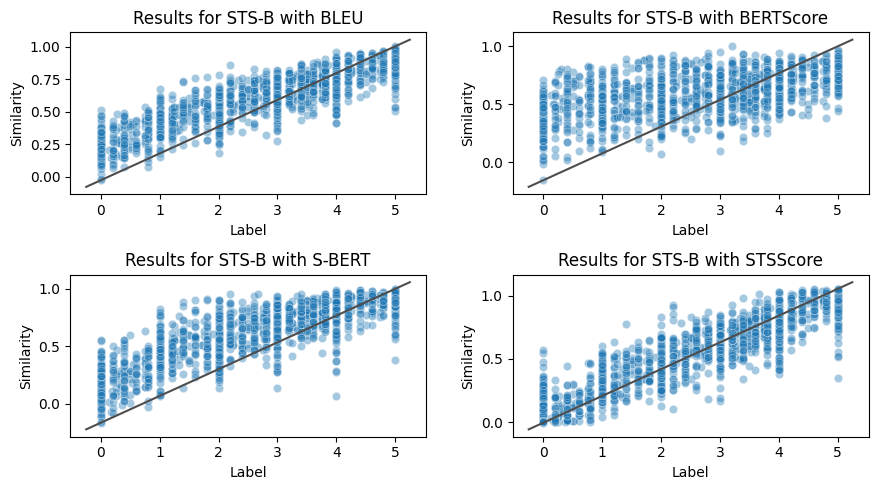 Results for STS-B with BLEU
Similarity
1.00
0.75
0.50
0.25
0.00
0 1 2 3 4 5
Label
Results for STS-B with BERTScore
Similarity
1.0
0.5
0.0
0 1 2 3 4 5
Label
Results for STS-B with S-BERT
Similarity
1.0
0.5
0.0
0 1 2 3 4 5
Label
Results for STS-B with STSScore
Similarity
1.0
0.5
0.0
0 1 2 3 4 5
Label